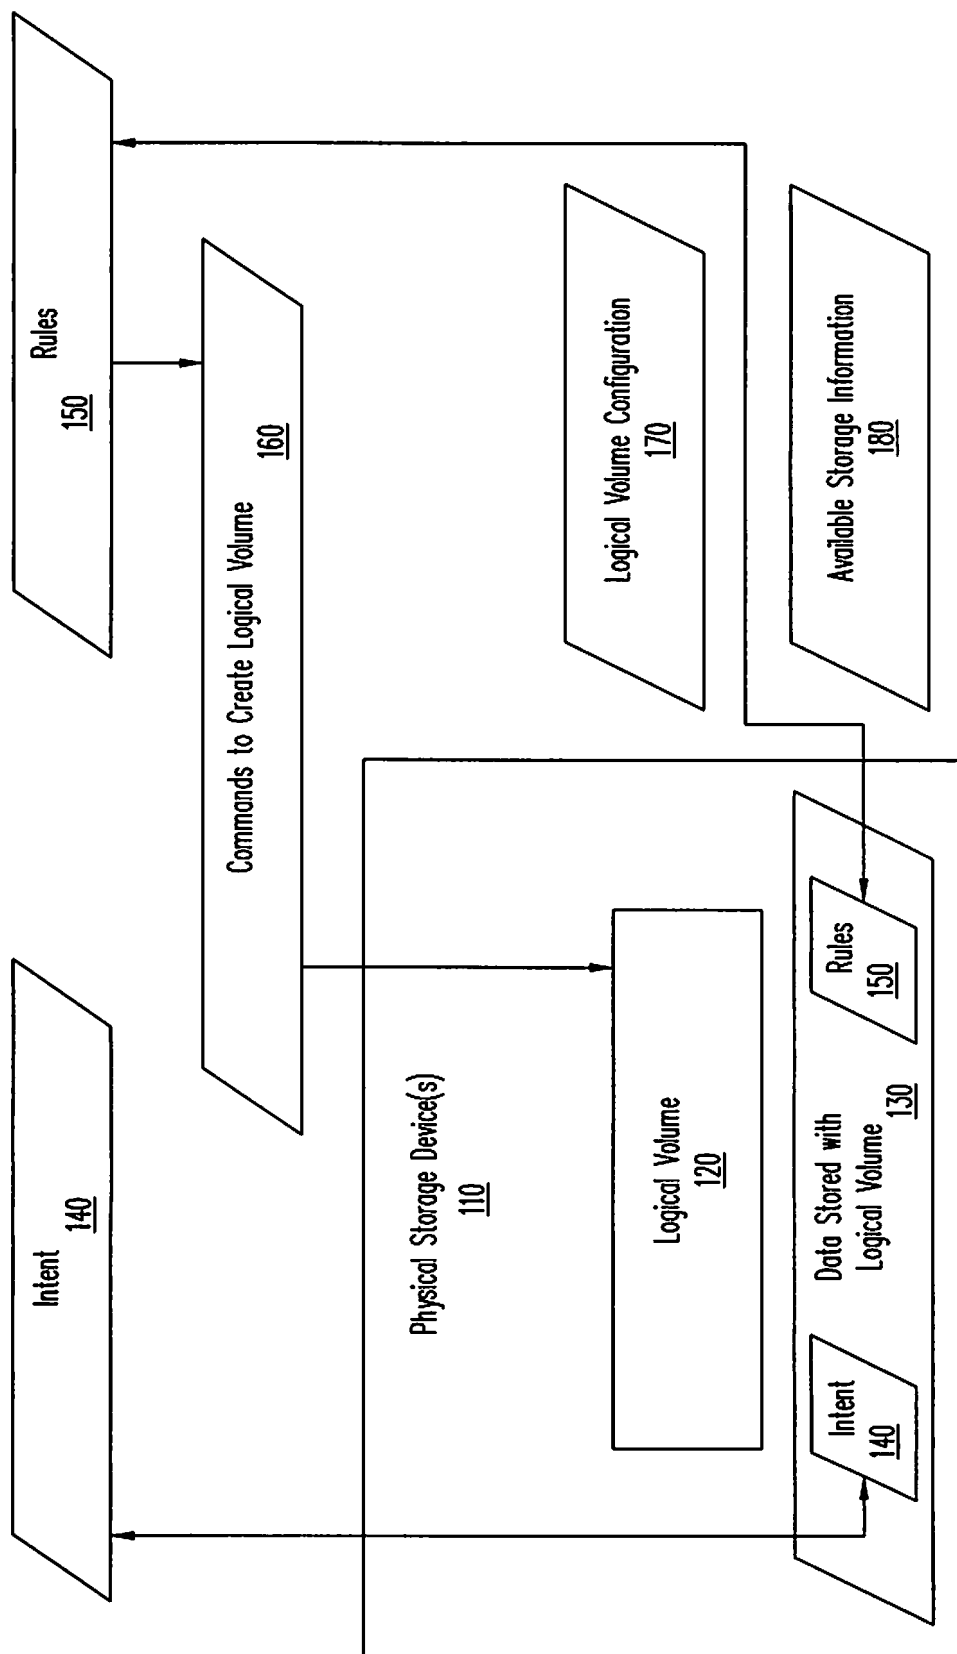 Intent
140
Rules
150
Commands to Create Logical Volume
160
Physical Storage Device(s)
110
Logical Volume
120
Logical Volume Configuration
170
Data Stored with
Logical Volume
130
Intent
140
Rules
150
Available Storage Information
180